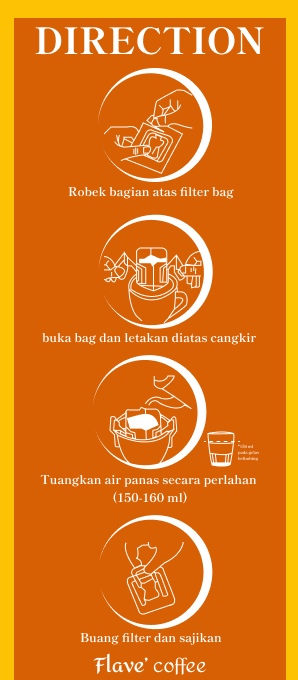 DIRECTION
Robek bagian atas filter bag
buka bag dan letakan diatas cangkir
Tuangkan air panas secara perlahan
(150-160 ml)
Buang filter dan sajikan
Flave' coffee